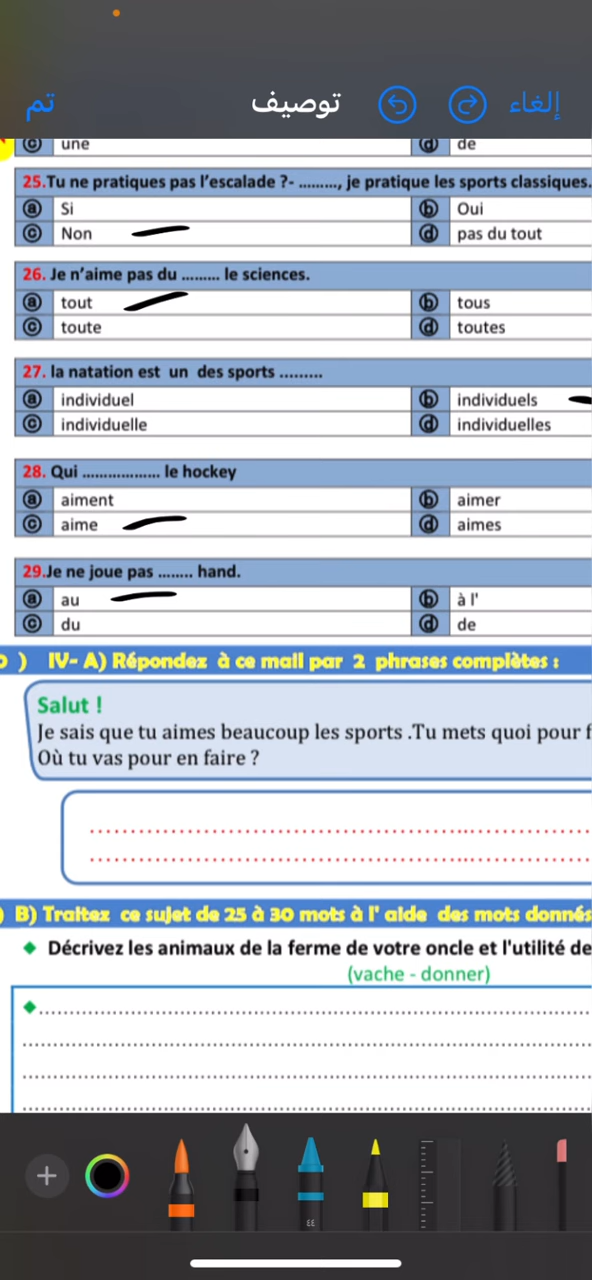 تم
توصيف
إلغاء
c une
d de
25.Tu ne pratiques pas l'escalade ?- ........., je pratique les sports classiques.
a Si
b Oui
c Non
d pas du tout
26. Je n'aime pas du ......... le sciences.
a tout
b tous
c toute
d toutes
27. la natation est un des sports .........
a individuel
b individuels
c individuelle
d individuelles
28. Qui .................. le hockey
a aiment
b aimer
c aime
d aimes
29.Je ne joue pas ........ hand.
a au
b à l'
c du
d de
) IV- A) Répondez à ce mail par 2 phrases complètes :
Salut !
Je sais que tu aimes beaucoup les sports .Tu mets quoi pour f
Où tu vas pour en faire ?
) B) Traitez ce sujet de 25 à 30 mots à l' aide des mots donnés
Décrivez les animaux de la ferme de votre oncle et l'utilité de
(vache - donner)